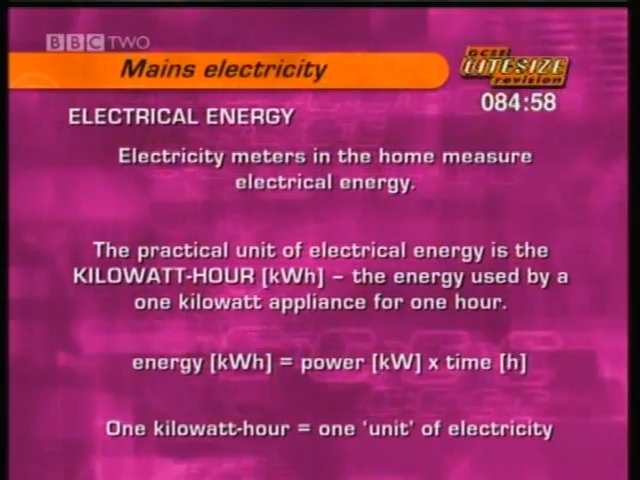 BBC TWO
Mains electricity
GCSE
BITESIZE
revision
084:58
ELECTRICAL ENERGY
Electricity meters in the home measure
electrical energy.
The practical unit of electrical energy is the
KILOWATT-HOUR [kWh] – the energy used by a
one kilowatt appliance for one hour.
energy [kWh] = power [kW] x time [h]
One kilowatt-hour = one 'unit' of electricity